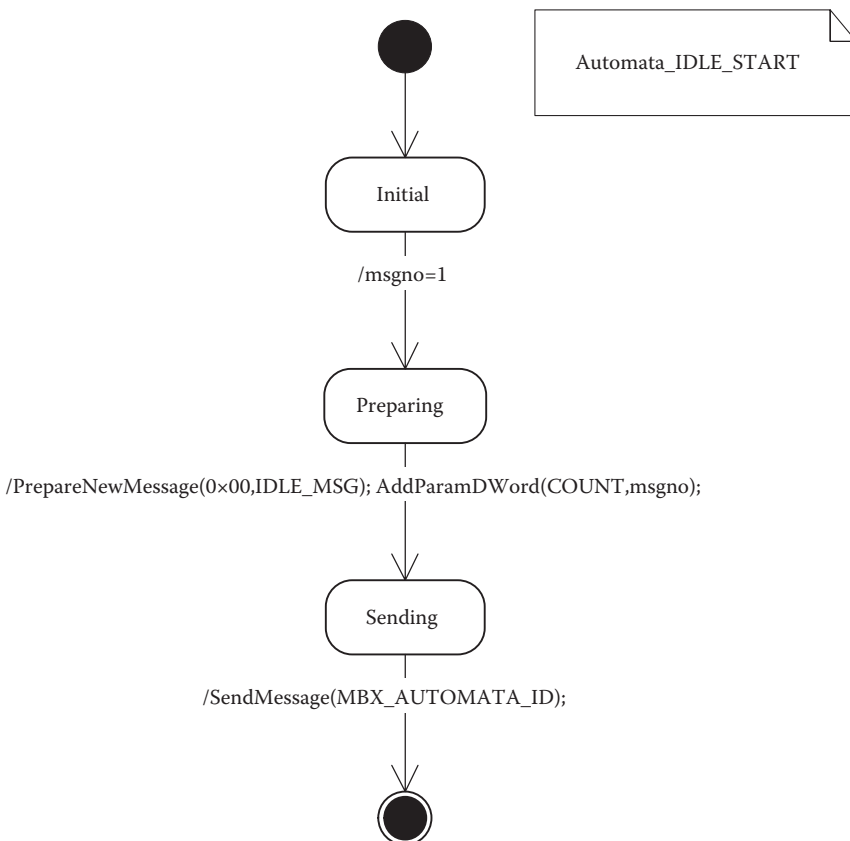 Automata_IDLE_START
Initial
/msgno=1
Preparing
/PrepareNewMessage(0×00,IDLE_MSG); AddParamDWord(COUNT,msgno);
Sending
/SendMessage(MBX_AUTOMATA_ID);